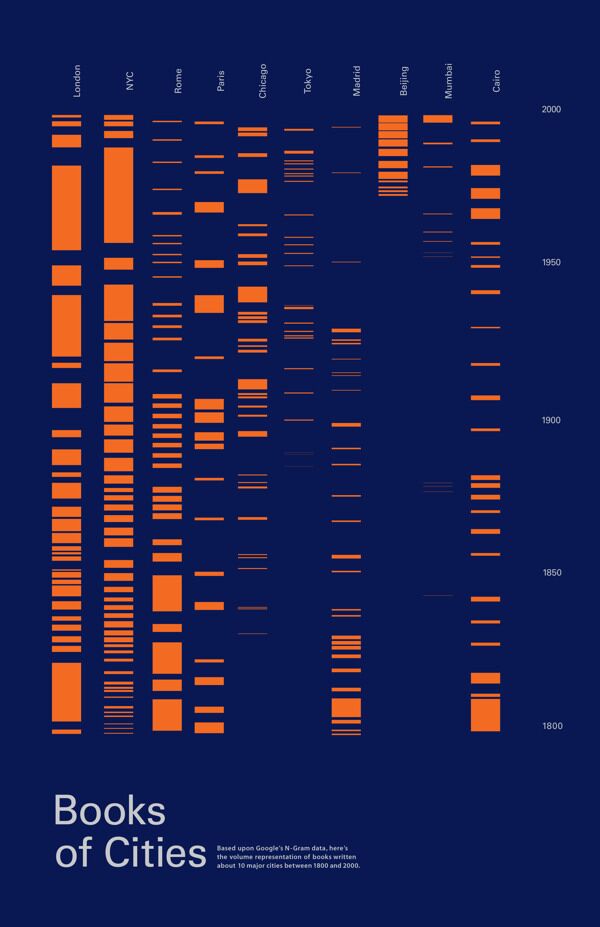 London
NYC
Rome
Paris
Chicago
Tokyo
Madrid
Beijing
Mumbai
Cairo
2000
1950
1900
1850
1800
Books
of Cities
Based upon Google's N-Gram data, here's
the volume representation of books written
about 10 major cities between 1800 and 2000.